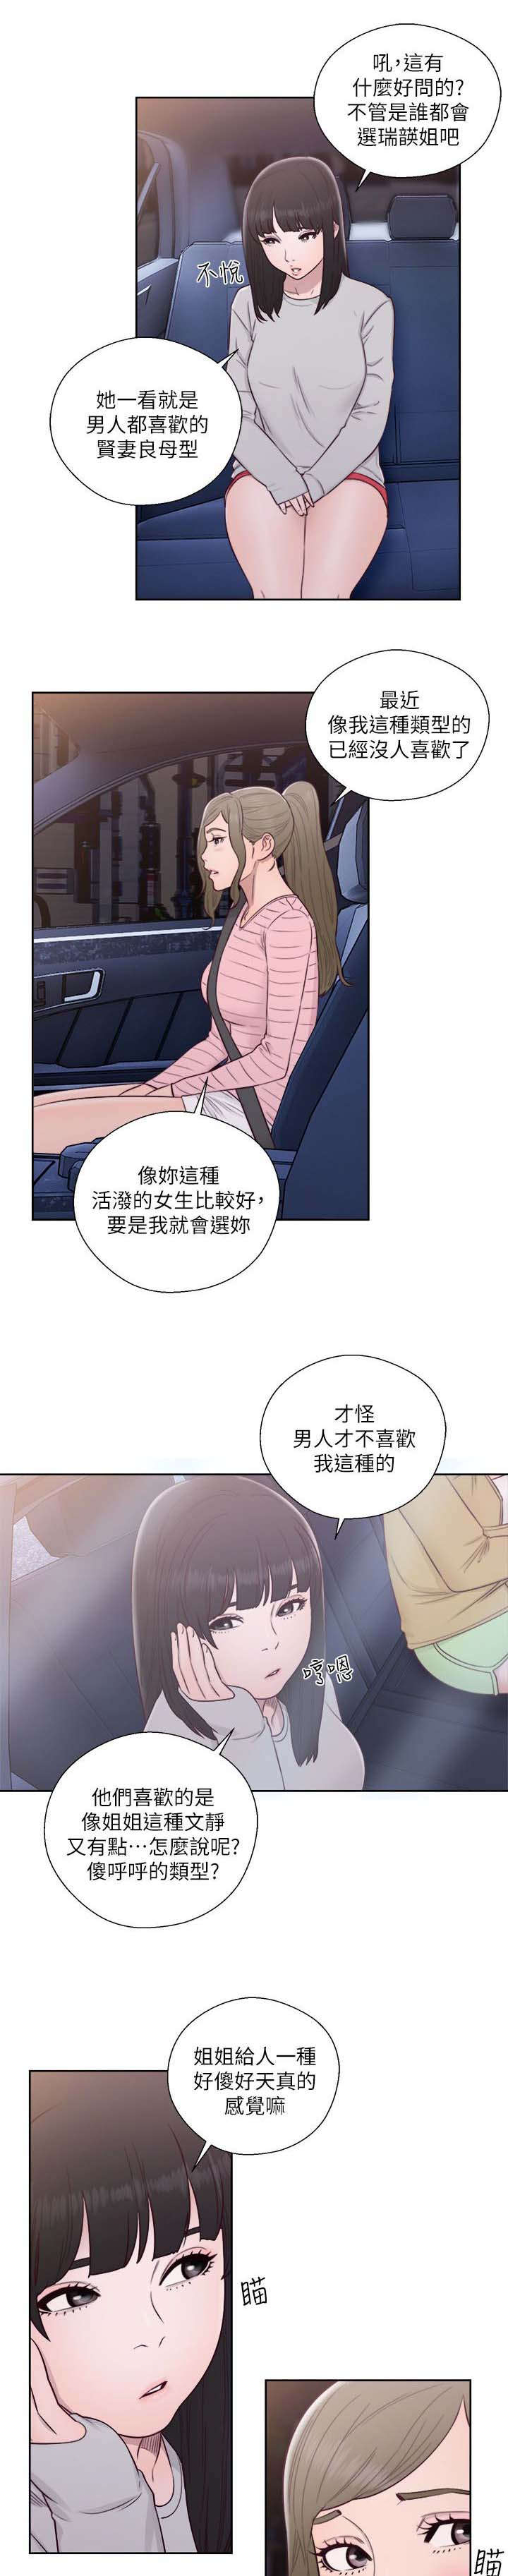 吼，這有
什麼好問的？
不管是誰都會
選瑞鍈姐吧
不悅
她一看就是
男人都喜歡的
賢妻良母型
最近
像我這種類型的
已經沒人喜歡了
像妳這種
活潑的女生比較好，
要是我就會選妳
才怪
男人才不喜歡
我這種的
哼嗯
他們喜歡的是
像姐姐這種文靜
又有點…怎麼說呢？
傻呼呼的類型？
姐姐給人一種
好傻好天真的
感覺嘛
瞄
瞄